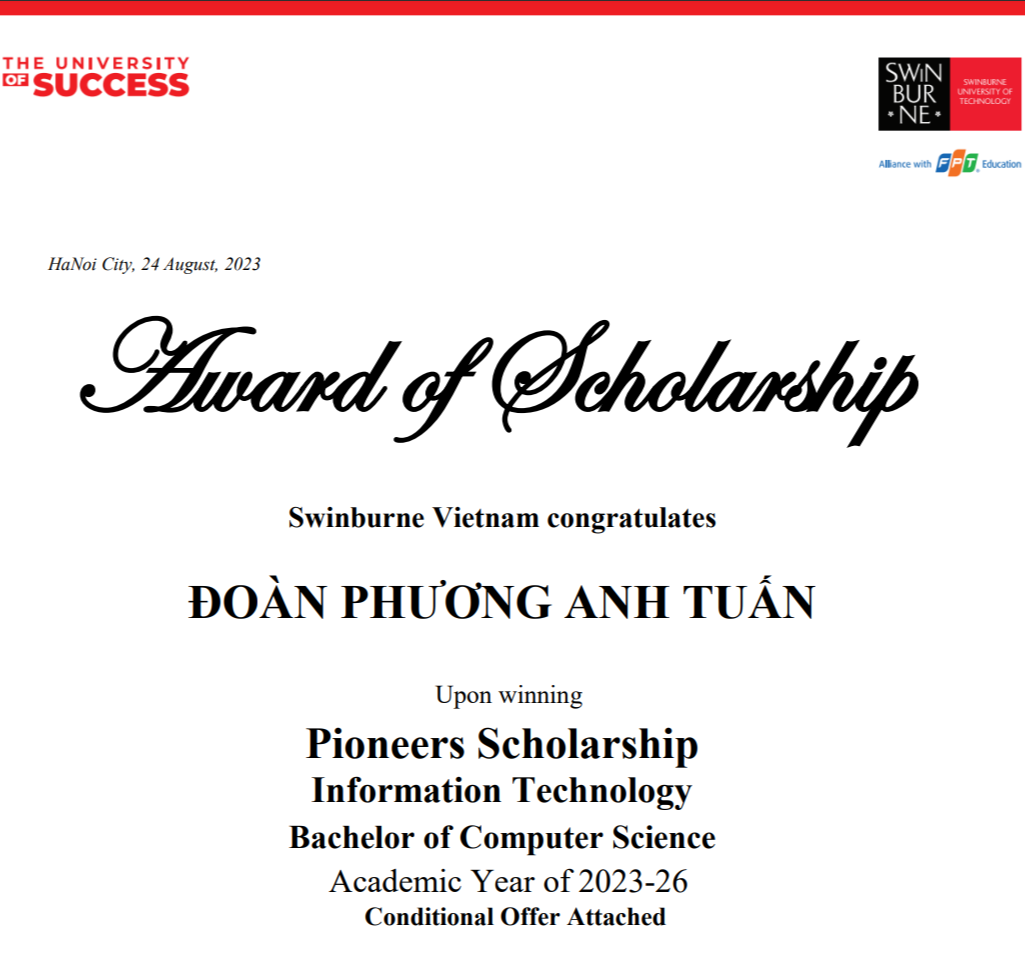 THE UNIVERSITY
OF SUCCESS
SWIN
BUR
* NE *
SWINBURNE
UNIVERSITY OF
TECHNOLOGY
Alliance with FPT Education
HaNoi City, 24 August, 2023
Award of Scholarship
Swinburne Vietnam congratulates
ĐOÀN PHƯƠNG ANH TUẤN
Upon winning
Pioneers Scholarship
Information Technology
Bachelor of Computer Science
Academic Year of 2023-26
Conditional Offer Attached